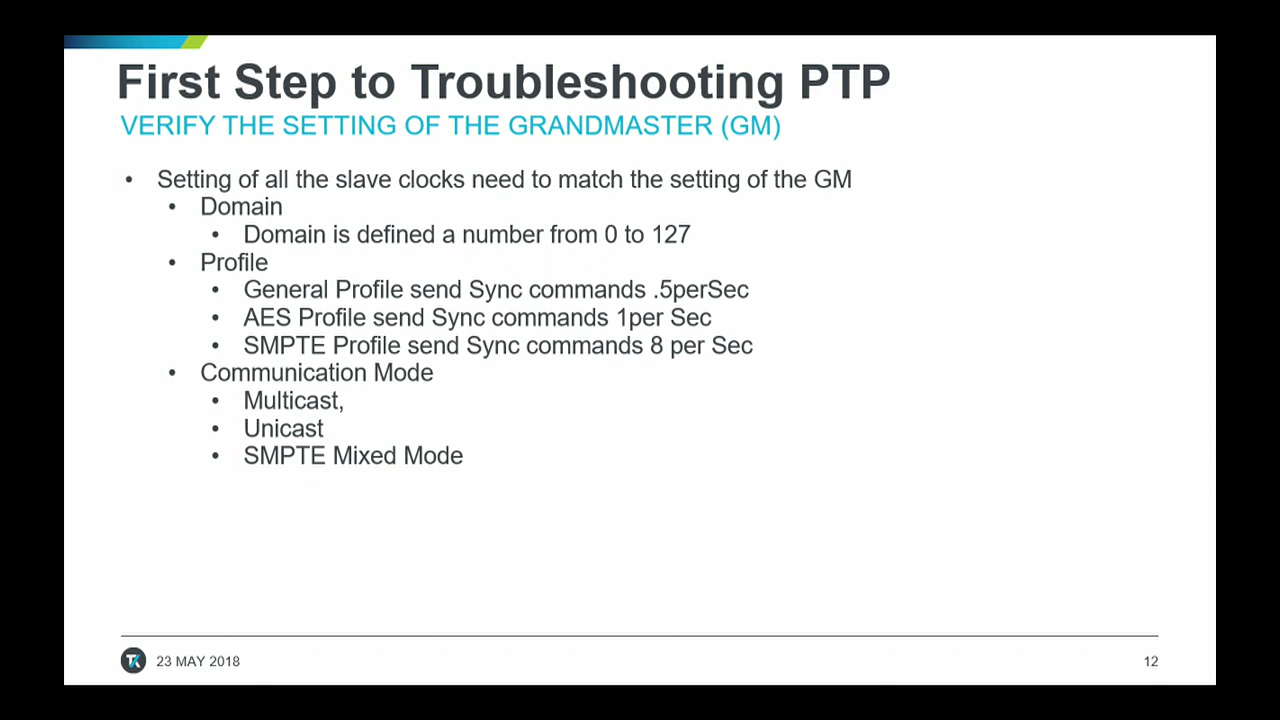 First Step to Troubleshooting PTP
VERIFY THE SETTING OF THE GRANDMASTER (GM)
• Setting of all the slave clocks need to match the setting of the GM
• Domain
• Domain is defined a number from 0 to 127
• Profile
• General Profile send Sync commands .5perSec
• AES Profile send Sync commands 1per Sec
• SMPTE Profile send Sync commands 8 per Sec
• Communication Mode
• Multicast,
• Unicast
• SMPTE Mixed Mode
TK 23 MAY 2018 12